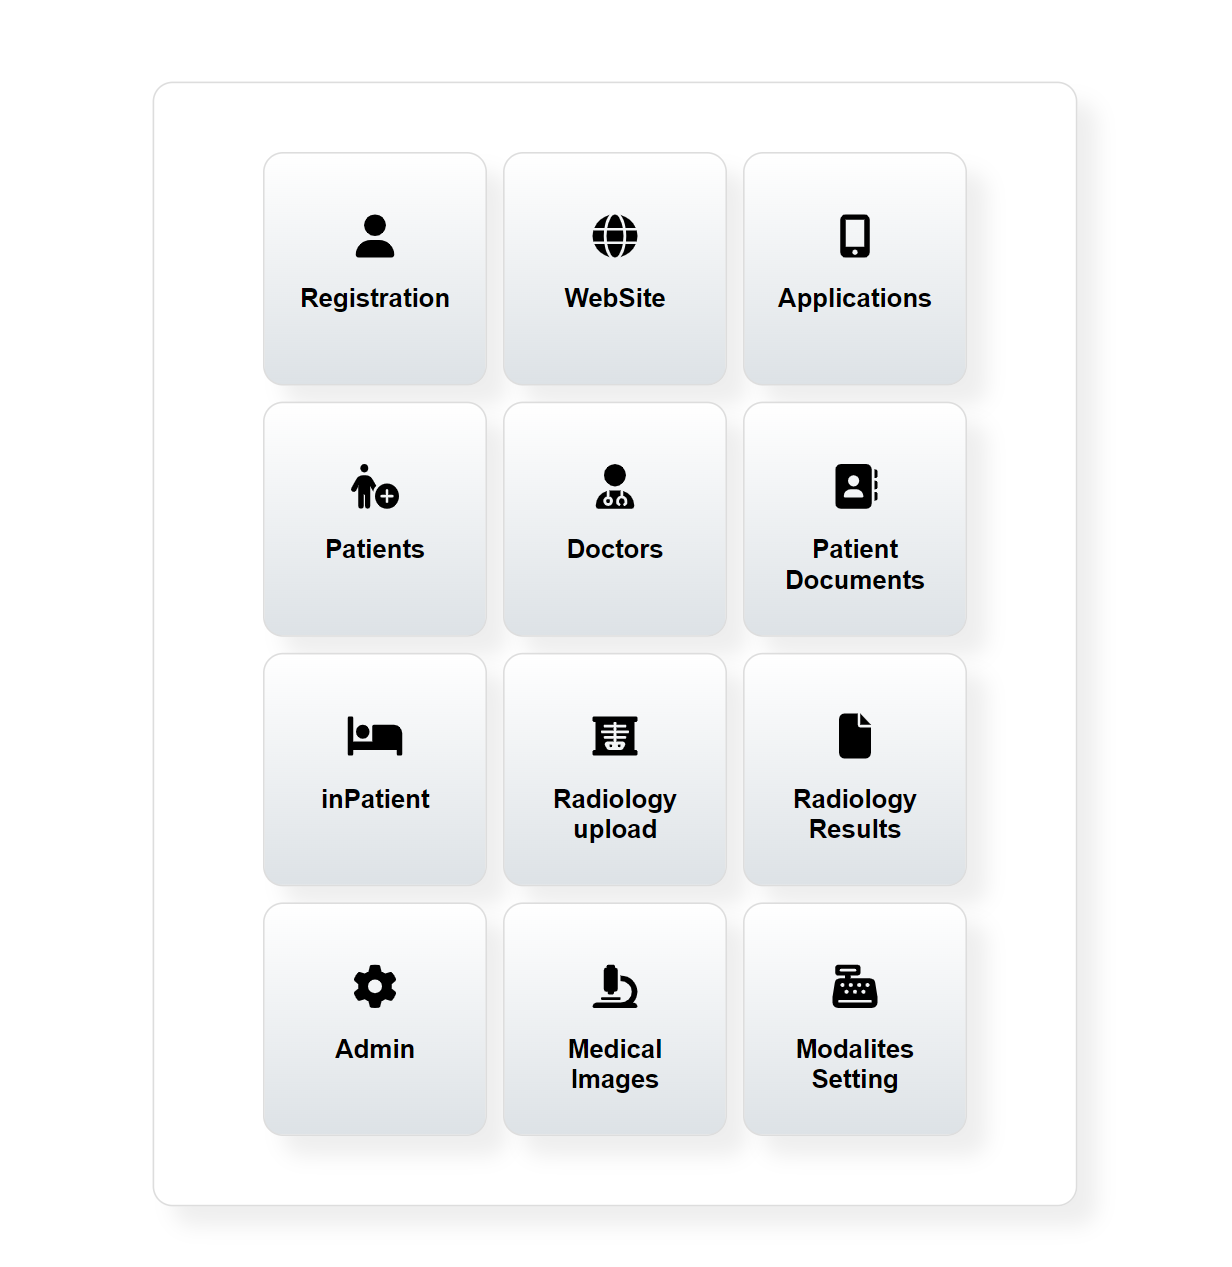 Registration
WebSite
Applications
Patients
Doctors
Patient
Documents
inPatient
Radiology
upload
Radiology
Results
Admin
Medical
Images
Modalites
Setting